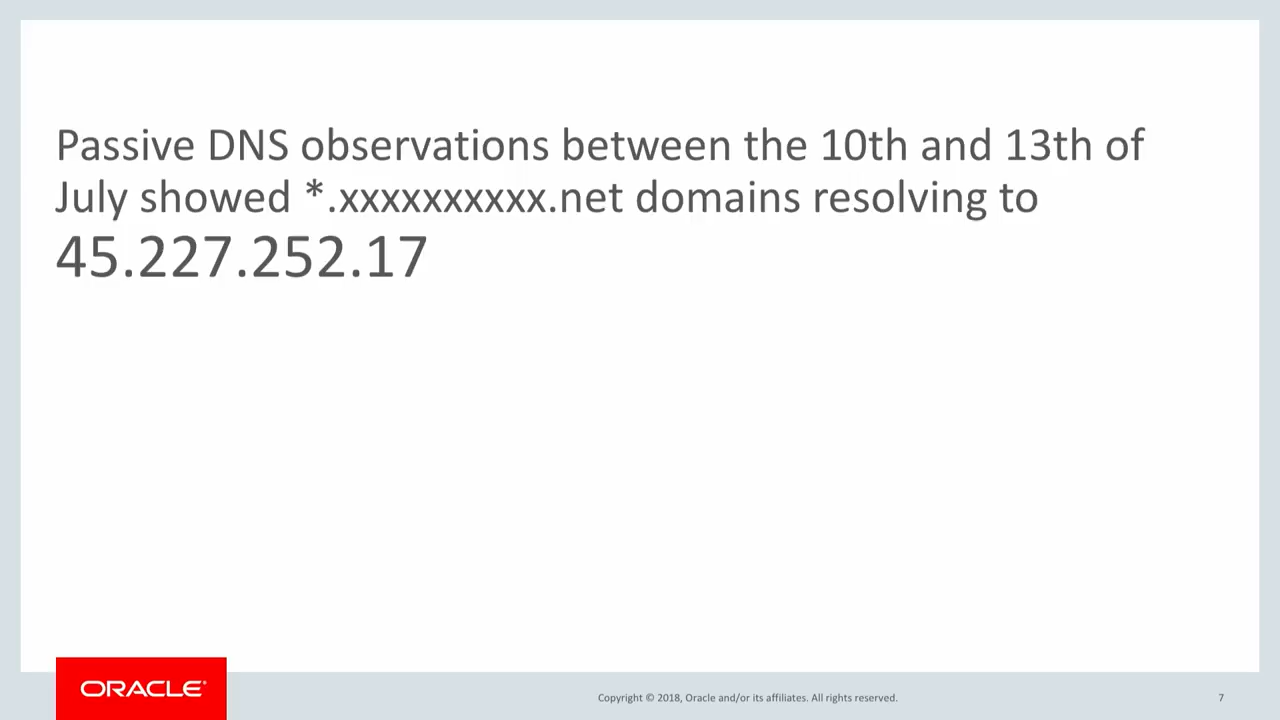 Passive DNS observations between the 10th and 13th of
July showed *.xxxxxxxxxx.net domains resolving to
45.227.252.17
ORACLE®
Copyright © 2018, Oracle and/or its affiliates. All rights reserved.
7